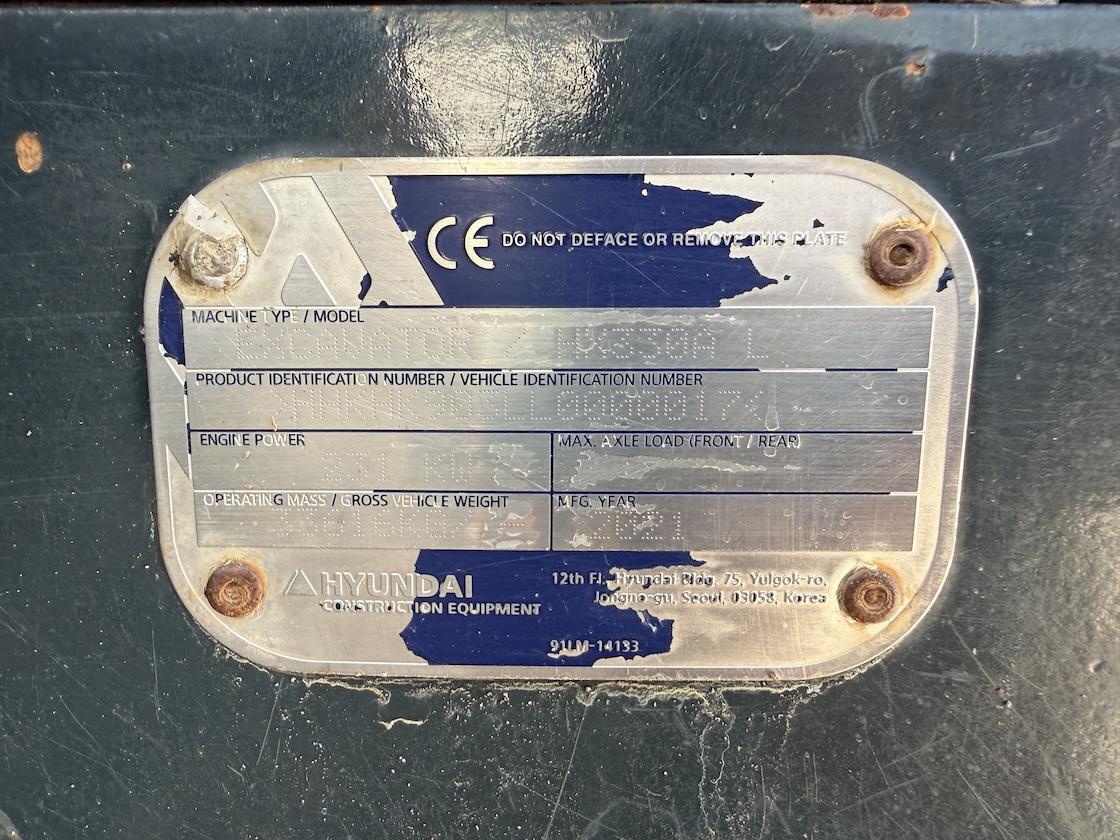 CE DO NOT DEFACE OR REMOVE THIS PLATE
MACHINE TYPE / MODEL
EXCAVATOR / HX330A L
PRODUCT IDENTIFICATION NUMBER / VEHICLE IDENTIFICATION NUMBER
ENGINE POWER
MAX. AXLE LOAD (FRONT / REAR)
231 KW
OPERATING MASS / GROSS VEHICLE WEIGHT
MFG. YEAR
2021
HYUNDAI
CONSTRUCTION EQUIPMENT
12th Fl., Hyundai Bldg. 75, Yulgok-ro,
Jongno-gu, Seoul, 03058, Korea
91LM-14133